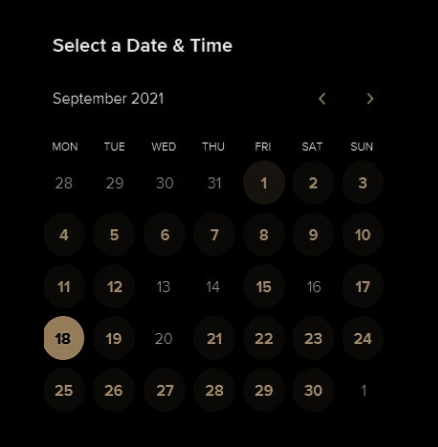 Select a Date & Time
September 2021
MON TUE WED THU FRI SAT SUN
28 29 30 31 1 2 3
4 5 6 7 8 9 10
11 12 13 14 15 16 17
18 19 20 21 22 23 24
25 26 27 28 29 30 1